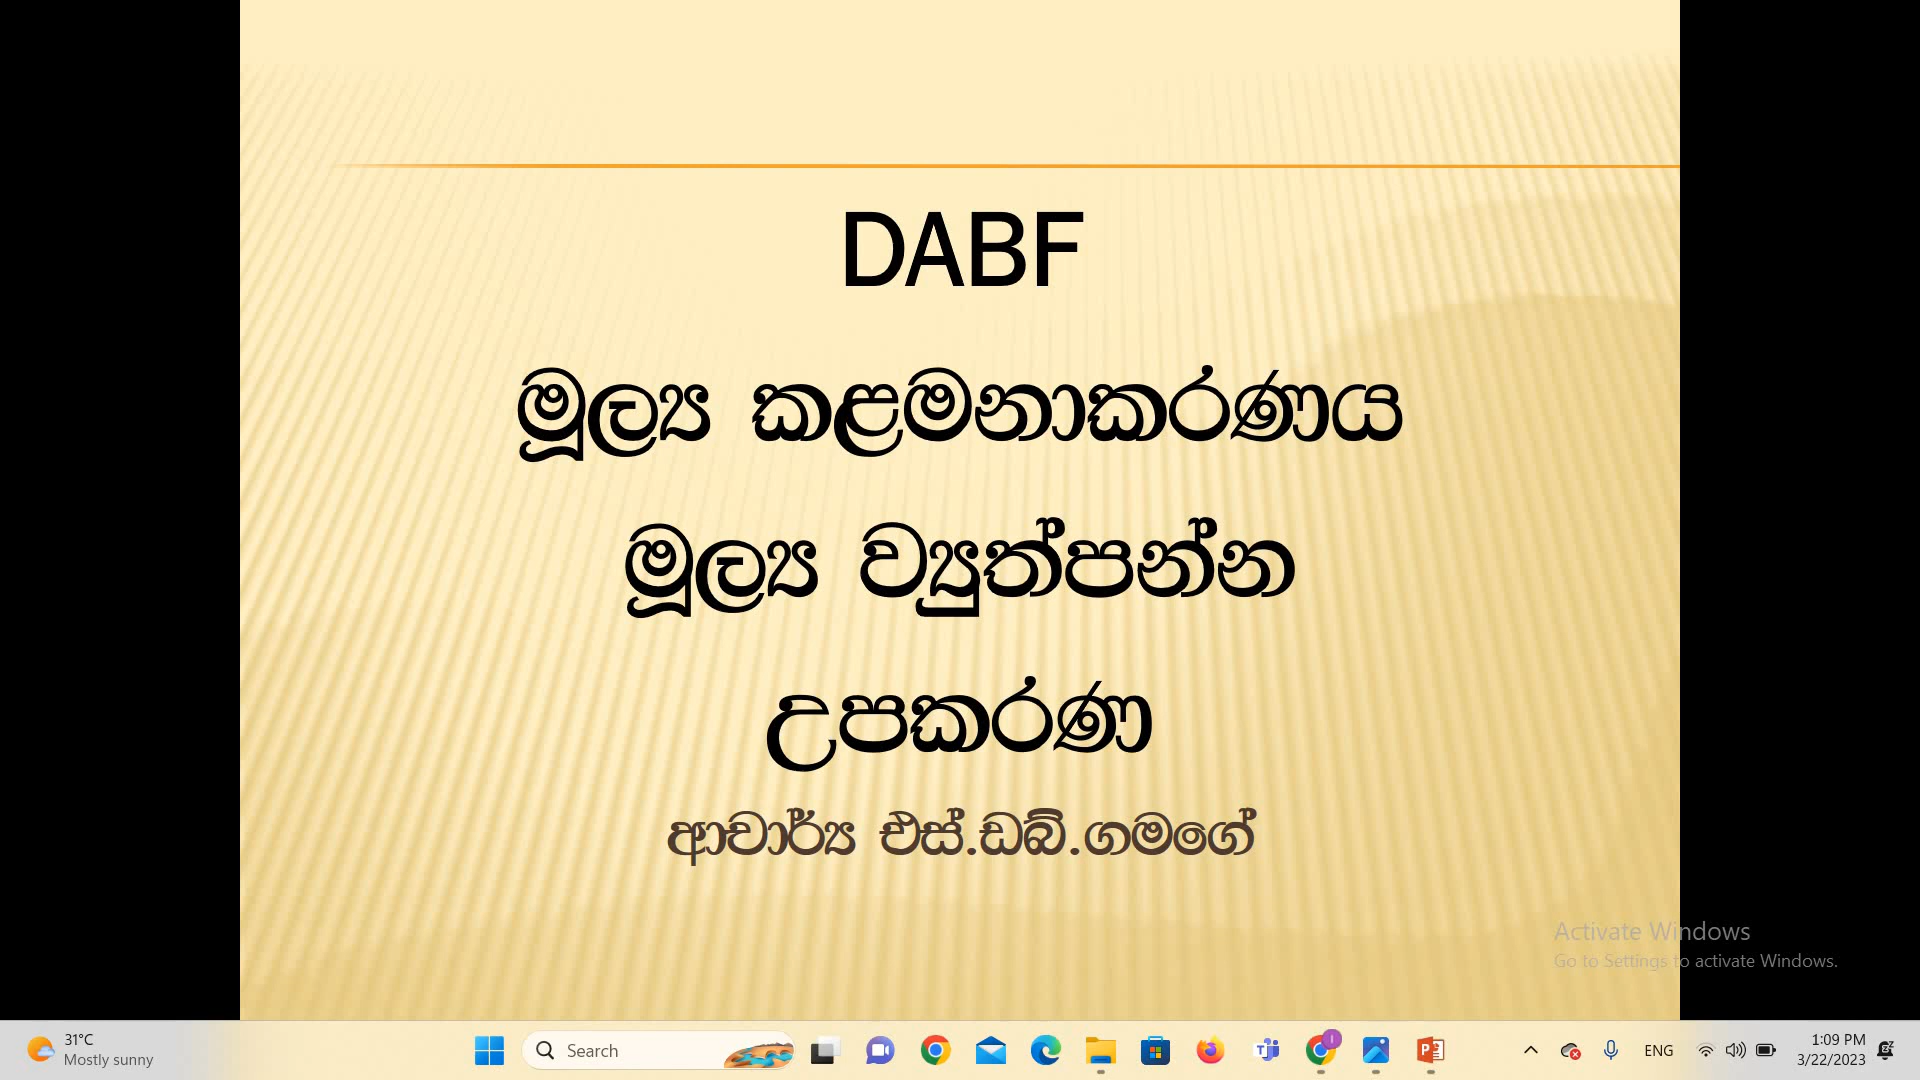 DABF
මූල්‍ය කළමනාකරණය
මූල්‍ය ව්‍යුත්පන්න
උපකරණ
ආචාර්ය එස්.ඩබ්.ගමගේ
Activate Windows
Go to Settings to activate Windows.
31°C
Mostly sunny
Search
ENG
1:09 PM
3/22/2023